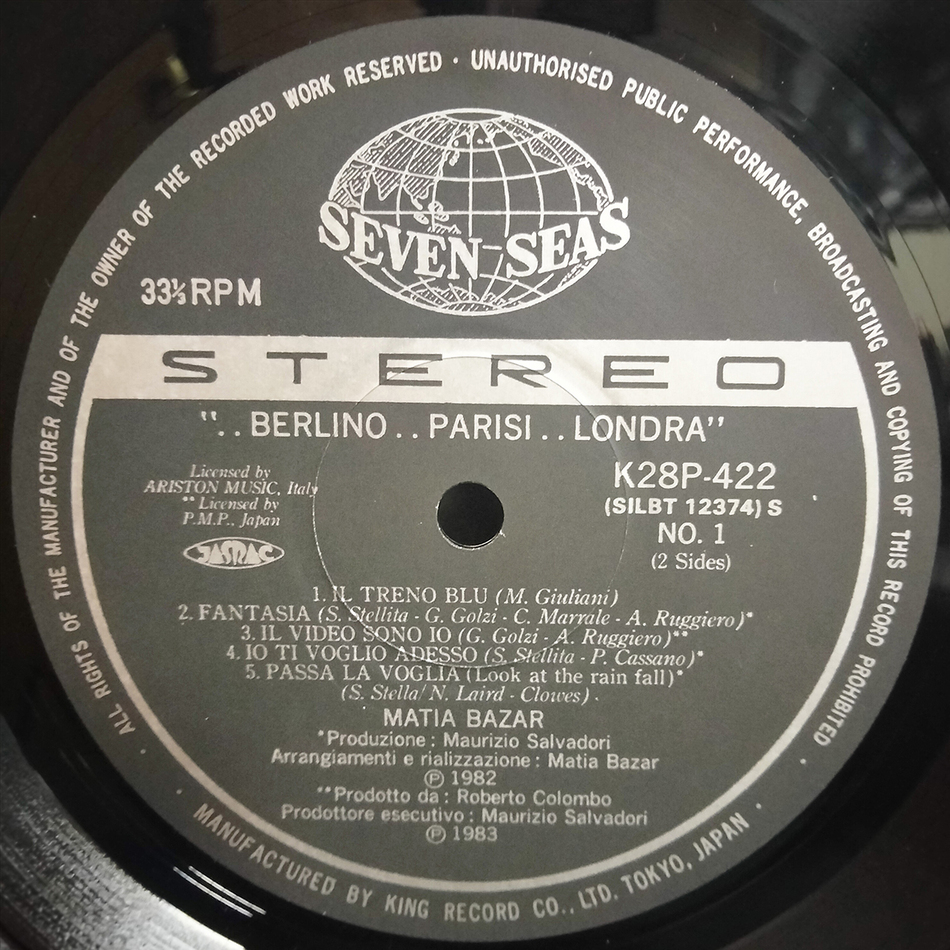 · ALL RIGHTS OF THE MANUFACTURER AND OF THE OWNER OF THE RECORDED WORK RESERVED · UNAUTHORISED PUBLIC PERFORMANCE, BROADCASTING AND COPYING OF THIS RECORD PROHIBITED ·
SEVEN SEAS
33⅓RPM
STEREO
"..BERLINO..PARISI..LONDRA"
Licensed by
ARISTON MUSIC, Italy
**Licensed by
P.M.P., Japan
JASRAC
K28P-422
(SILBT 12374) S
NO. 1
(2 Sides)
1. IL TRENO BLU (M. Giuliani)
2. FANTASIA (S. Stellita - G. Golzi - C. Marrale - A. Ruggiero)*
3. IL VIDEO SONO IO (G. Golzi - A. Ruggiero)**
4. IO TI VOGLIO ADESSO (S. Stellita - P. Cassano)*
5. PASSA LA VOGLIA (Look at the rain fall)*
(S. Stella/ N. Laird - Clowes)
MATIA BAZAR
*Produzione : Maurizio Salvadori
Arrangiamenti e rializzazione : Matia Bazar
Ⓟ 1982
**Prodotto da : Roberto Colombo
Prodottore esecutivo : Maurizio Salvadori
Ⓟ 1983
· MANUFACTURED BY KING RECORD CO., LTD. TOKYO, JAPAN ·